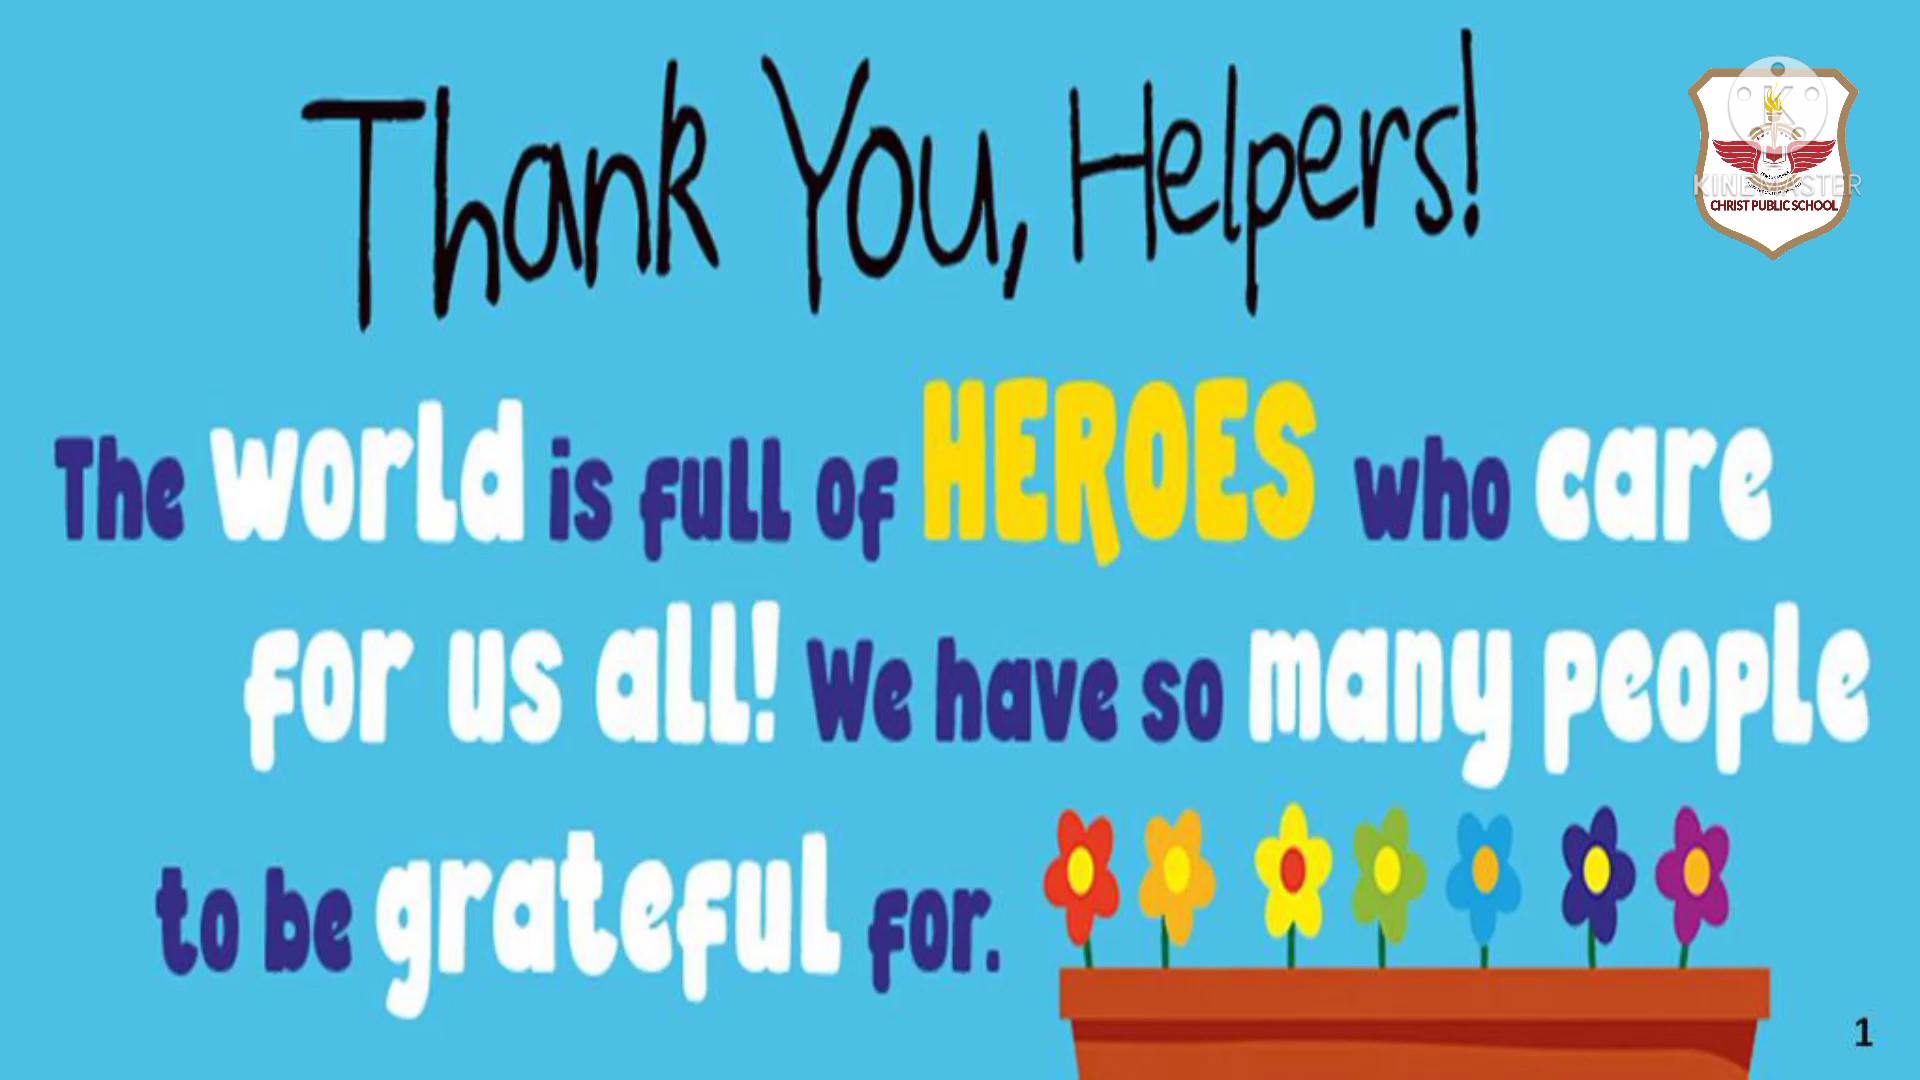 Thank You, Helpers!
KINEMASTER
CHRIST PUBLIC SCHOOL
The world is full of HEROES who care
for us all! We have so many people
to be grateful for.
1